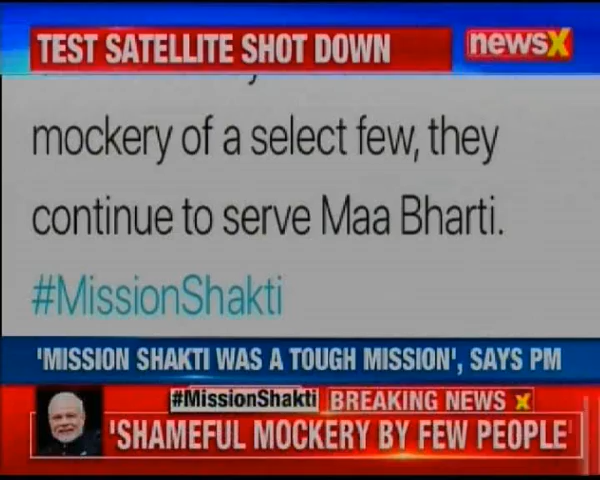 TEST SATELLITE SHOT DOWN
newsX
mockery of a select few, they
continue to serve Maa Bharti.
#MissionShakti
'MISSION SHAKTI WAS A TOUGH MISSION', SAYS PM
#MissionShakti BREAKING NEWS X
'SHAMEFUL MOCKERY BY FEW PEOPLE'